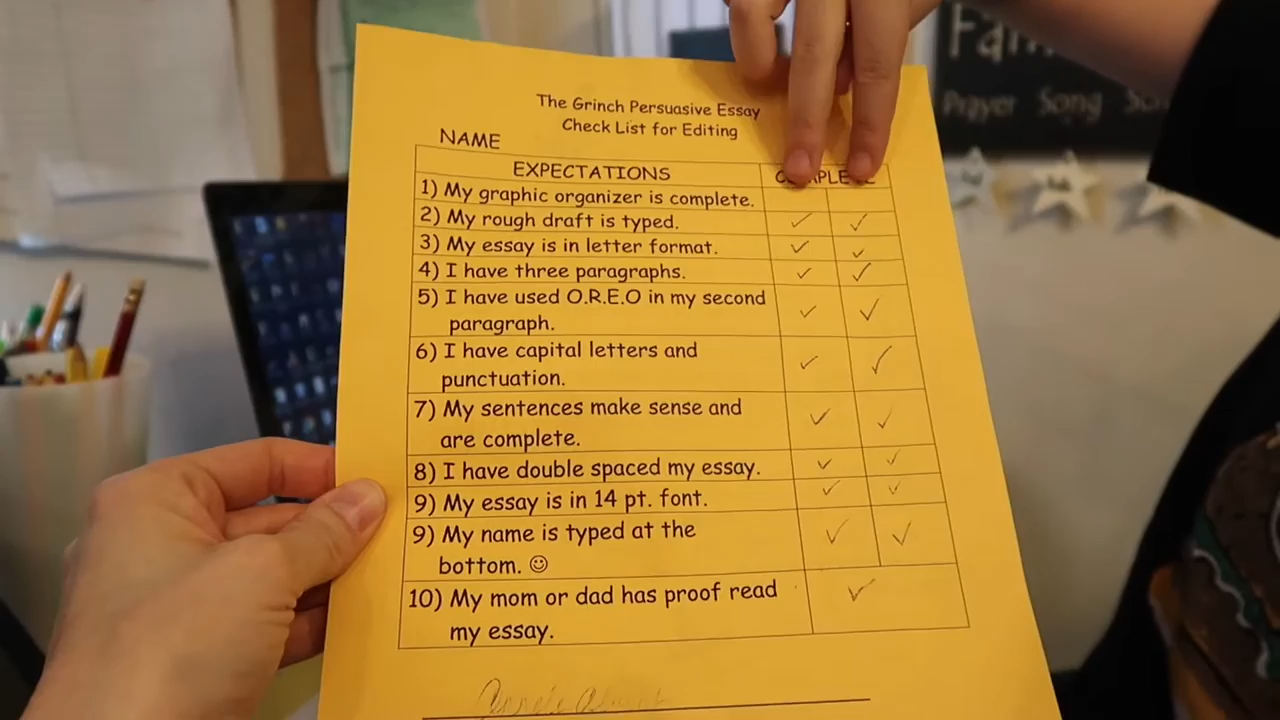 The Grinch Persuasive Essay
Check List for Editing
NAME
EXPECTATIONS COMPLETE
1) My graphic organizer is complete.
2) My rough draft is typed.
3) My essay is in letter format.
4) I have three paragraphs.
5) I have used O.R.E.O in my second
paragraph.
6) I have capital letters and
punctuation.
7) My sentences make sense and
are complete.
8) I have double spaced my essay.
9) My essay is in 14 pt. font.
9) My name is typed at the
bottom. ☺
10) My mom or dad has proof read
my essay.
Prayer Song